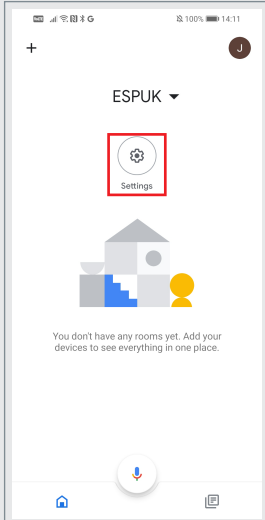 100% 14:11
J
ESPUK
Settings
You don't have any rooms yet. Add your
devices to see everything in one place.